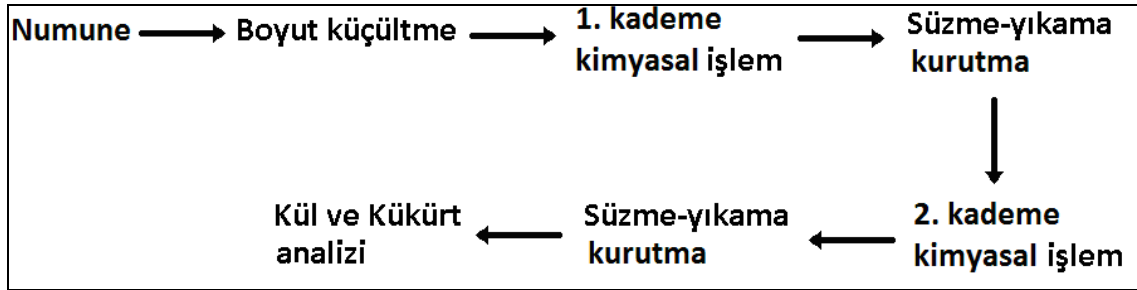 Numune
Boyut küçültme
1. kademe
kimyasal işlem
Süzme-yıkama
kurutma
2. kademe
kimyasal işlem
Süzme-yıkama
kurutma
Kül ve Kükürt
analizi